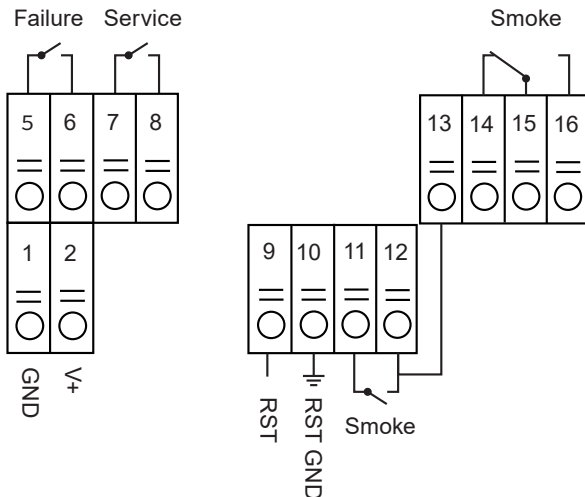 Failure Service Smoke
5 6 7 8 13 14 15 16
1 2 9 10 11 12
GND V+ RST RST GND Smoke